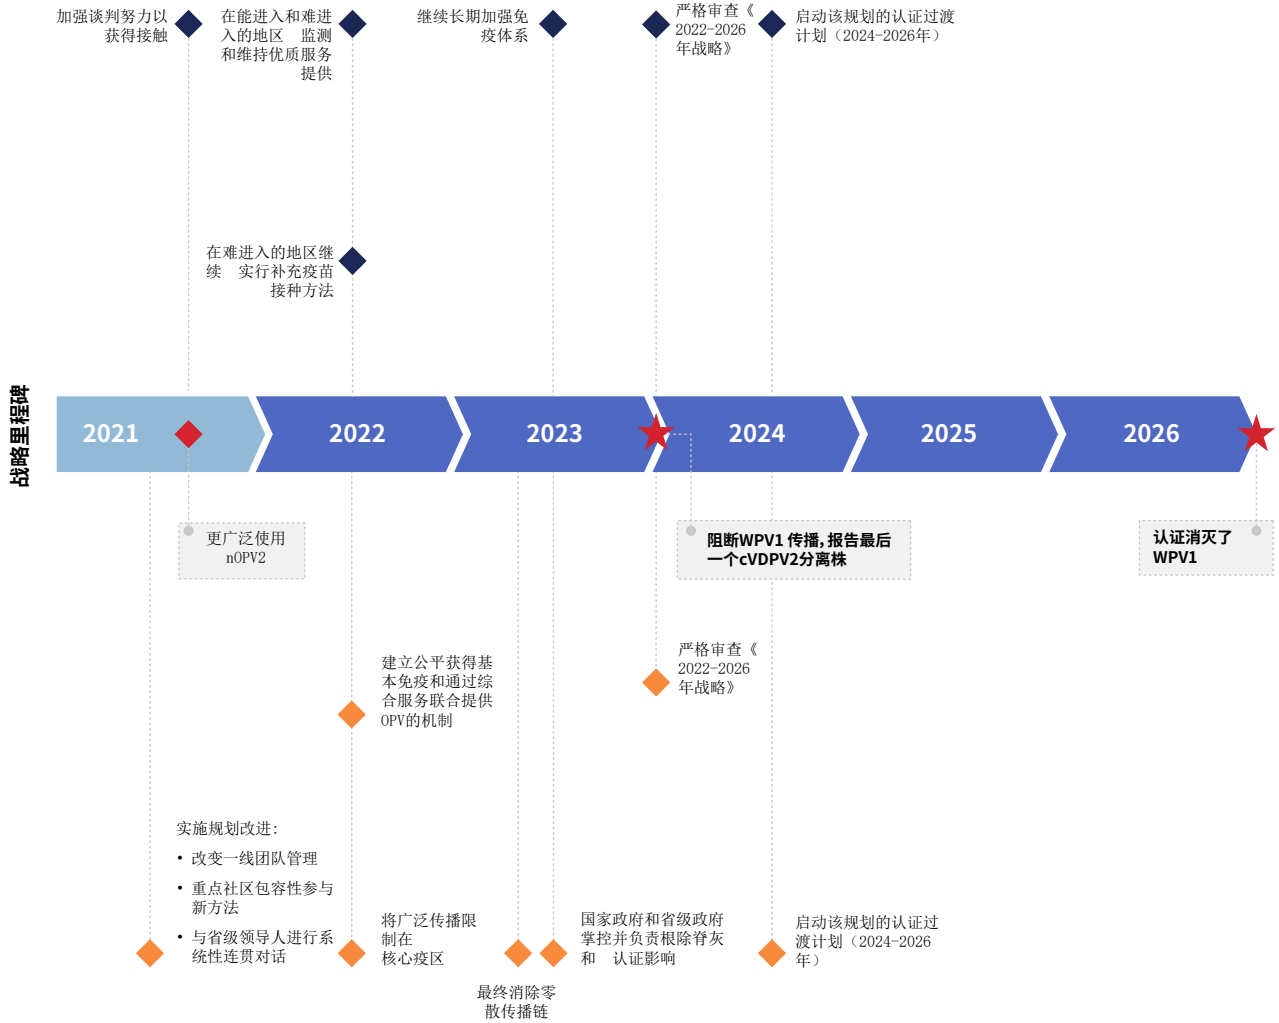 加强谈判努力以
获得接触
在能进入和难进
入的地区　监测
和维持优质服务
提供
继续长期加强免
疫体系
严格审查《
2022-2026
年战略》
启动该规划的认证过渡
计划（2024-2026年）
在难进入的地区继
续　实行补充疫苗
接种方法
战略里程碑
2021
2022
2023
2024
2025
2026
更广泛使用
nOPV2
阻断WPV1 传播，报告最后
一个cVDPV2分离株
认证消灭了
WPV1
建立公平获得基
本免疫和通过综
合服务联合提供
OPV的机制
严格审查《
2022-2026
年战略》
实施规划改进：
• 改变一线团队管理
• 重点社区包容性参与
新方法
• 与省级领导人进行系
统性连贯对话
将广泛传播限
制在
核心疫区
最终消除零
散传播链
国家政府和省级政府
掌控并负责根除脊灰
和　认证影响
启动该规划的认证过
渡计划（2024-2026
年）